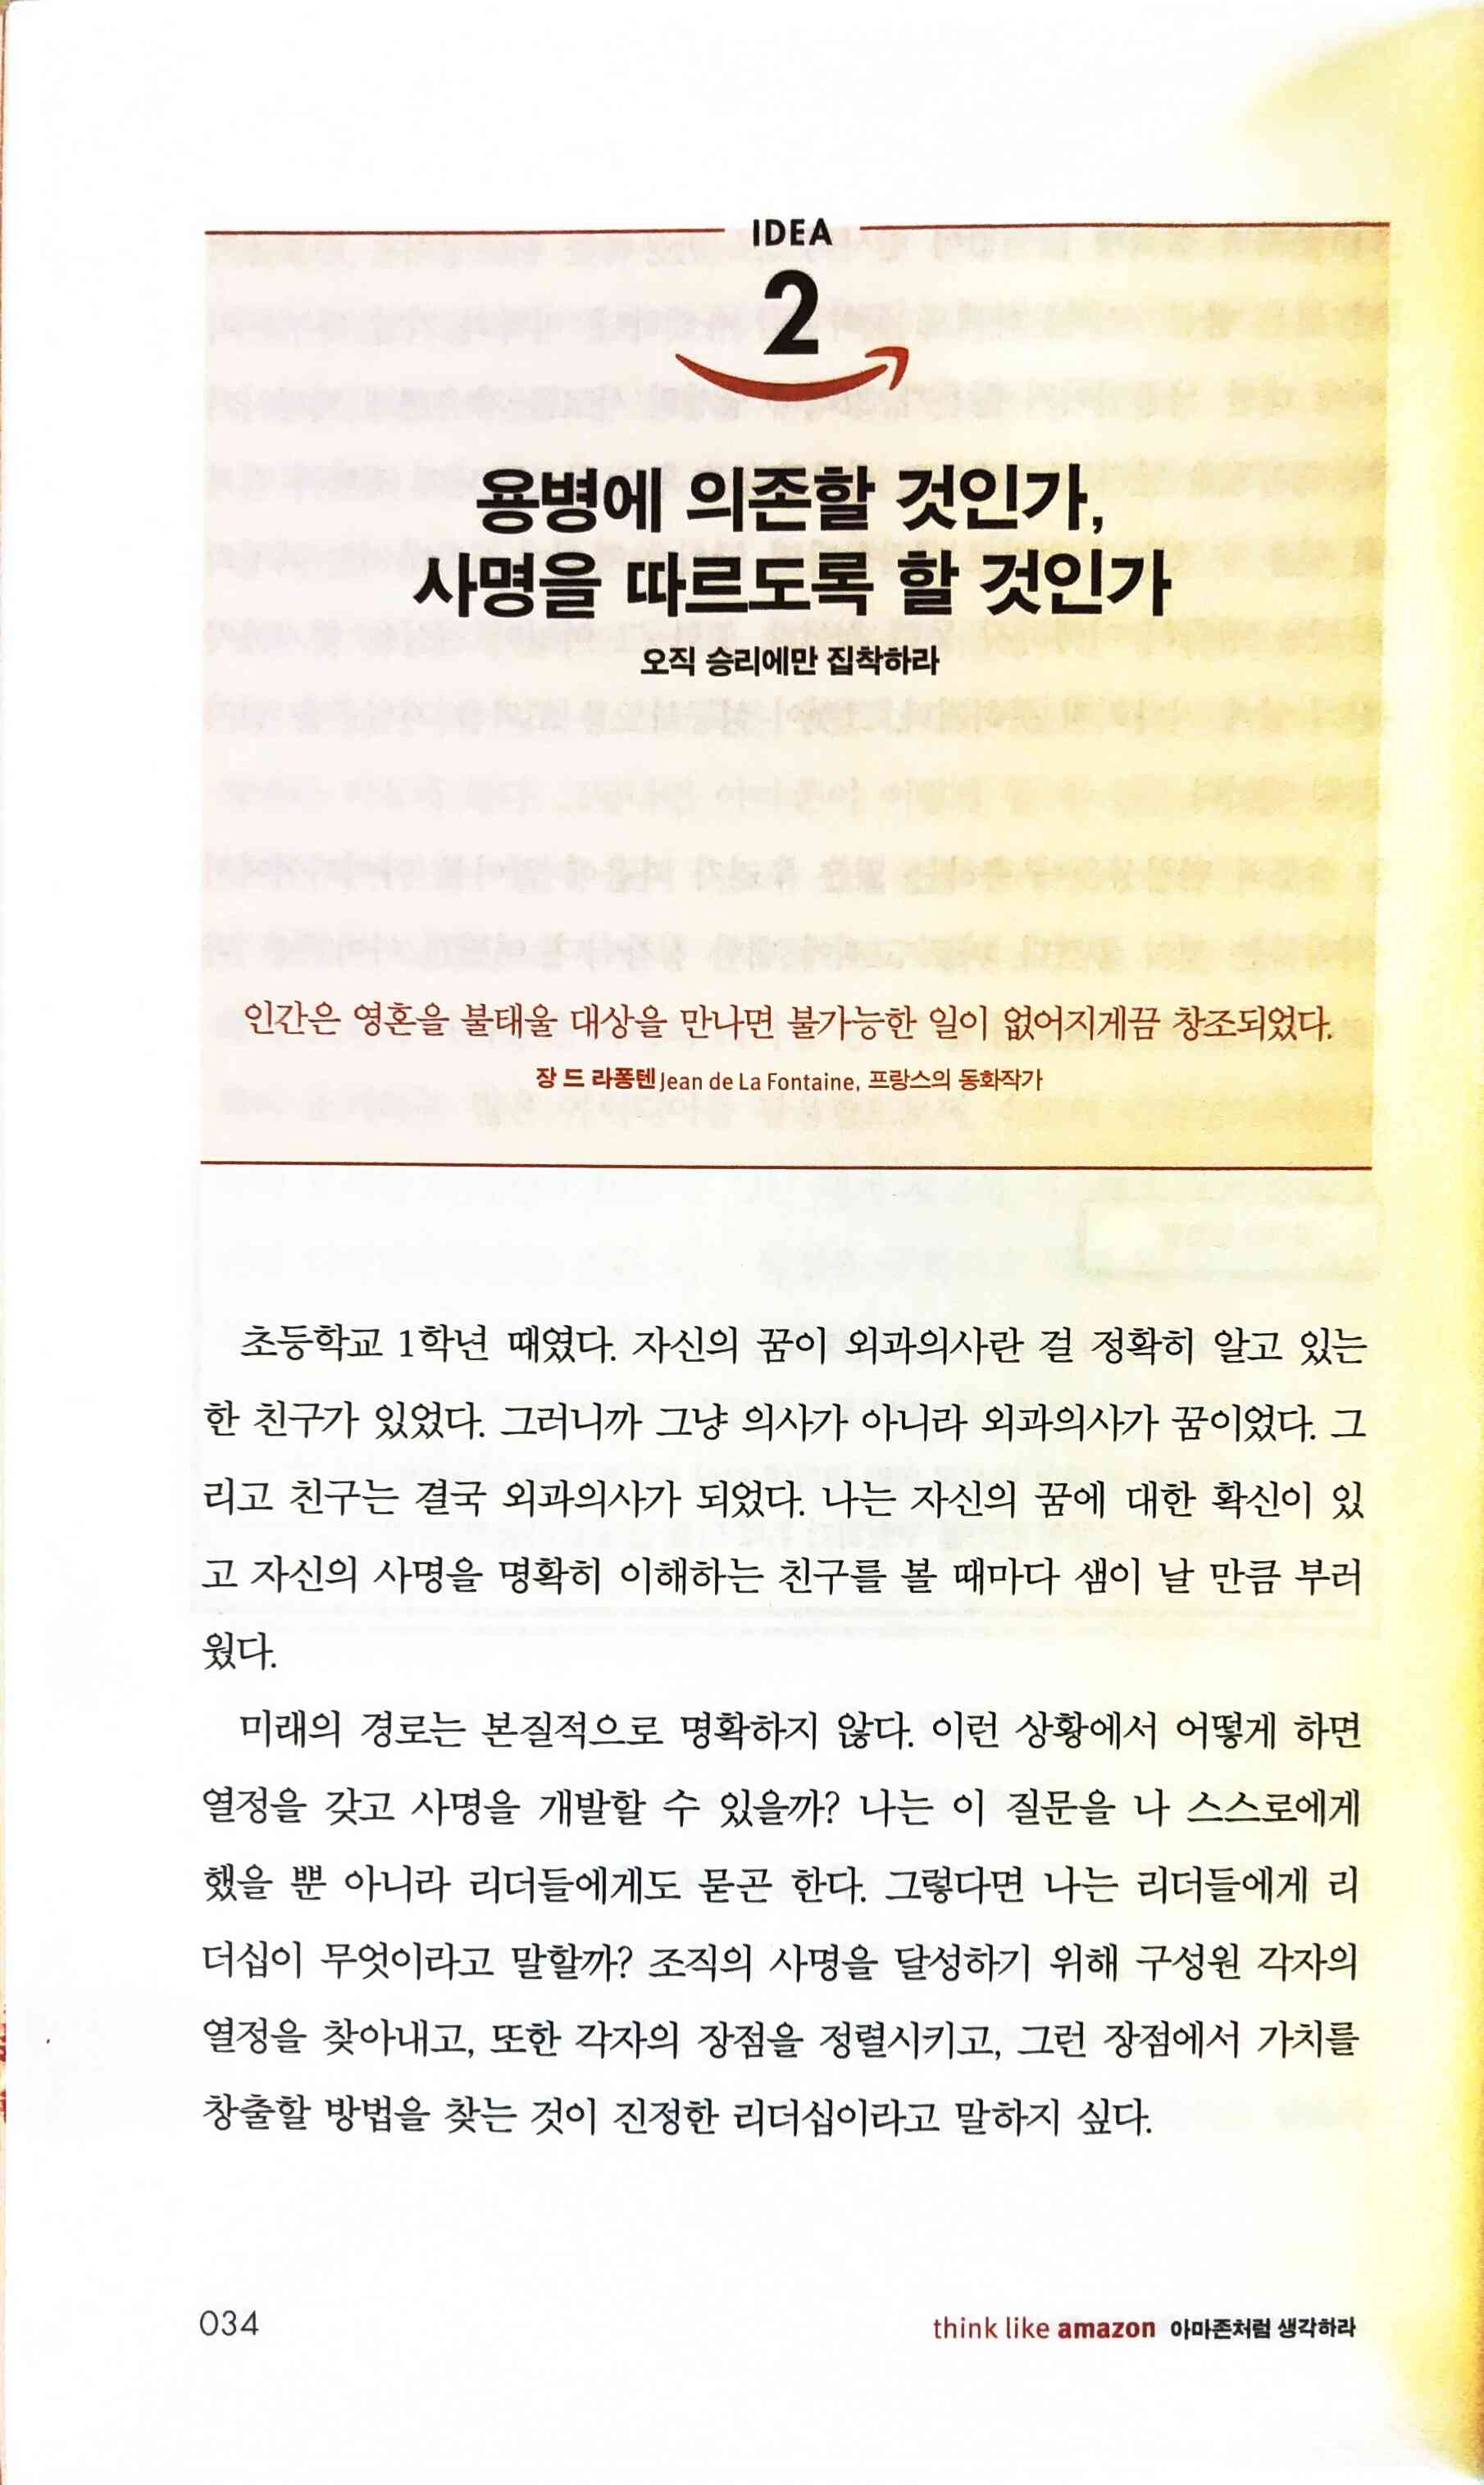 IDEA
2
용병에 의존할 것인가,
사명을 따르도록 할 것인가
오직 승리에만 집착하라
인간은 영혼을 불태울 대상을 만나면 불가능한 일이 없어지게끔 창조되었다.
장 드 라퐁텐Jean de La Fontaine, 프랑스의 동화작가
초등학교 1학년 때였다. 자신의 꿈이 외과의사란 걸 정확히 알고 있는
한 친구가 있었다. 그러니까 그냥 의사가 아니라 외과의사가 꿈이었다. 그
리고 친구는 결국 외과의사가 되었다. 나는 자신의 꿈에 대한 확신이 있
고 자신의 사명을 명확히 이해하는 친구를 볼 때마다 샘이 날 만큼 부러
웠다.
미래의 경로는 본질적으로 명확하지 않다. 이런 상황에서 어떻게 하면
열정을 갖고 사명을 개발할 수 있을까? 나는 이 질문을 나 스스로에게
했을 뿐 아니라 리더들에게도 묻곤 한다. 그렇다면 나는 리더들에게 리
더십이 무엇이라고 말할까? 조직의 사명을 달성하기 위해 구성원 각자의
열정을 찾아내고, 또한 각자의 장점을 정렬시키고, 그런 장점에서 가치를
창출할 방법을 찾는 것이 진정한 리더십이라고 말하지 싶다.
034
think like amazon 아마존처럼 생각하라